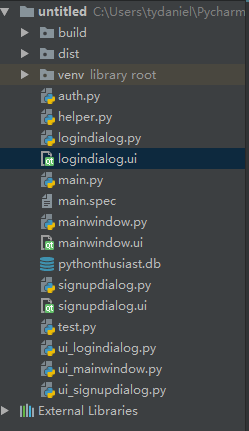 untitled C:\Users\tydaniel\Pycharm
build
dist
venv library root
auth.py
helper.py
logindialog.py
logindialog.ui
main.py
main.spec
mainwindow.py
mainwindow.ui
pythonthusiast.db
signupdialog.py
signupdialog.ui
test.py
ui_logindialog.py
ui_mainwindow.py
ui_signupdialog.py
External Libraries